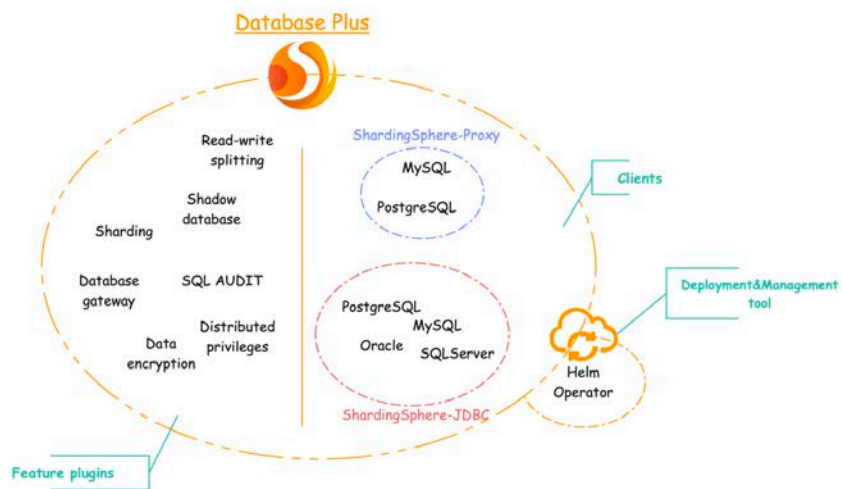 Database Plus
Read-write
splitting
Shadow
database
Sharding
Database
gateway
SQL AUDIT
Data
encryption
Distributed
privileges
Feature plugins
ShardingSphere-Proxy
MySQL
PostgreSQL
PostgreSQL
MySQL
Oracle
SQLServer
ShardingSphere-JDBC
Clients
Deployment&Management
tool
Helm
Operator